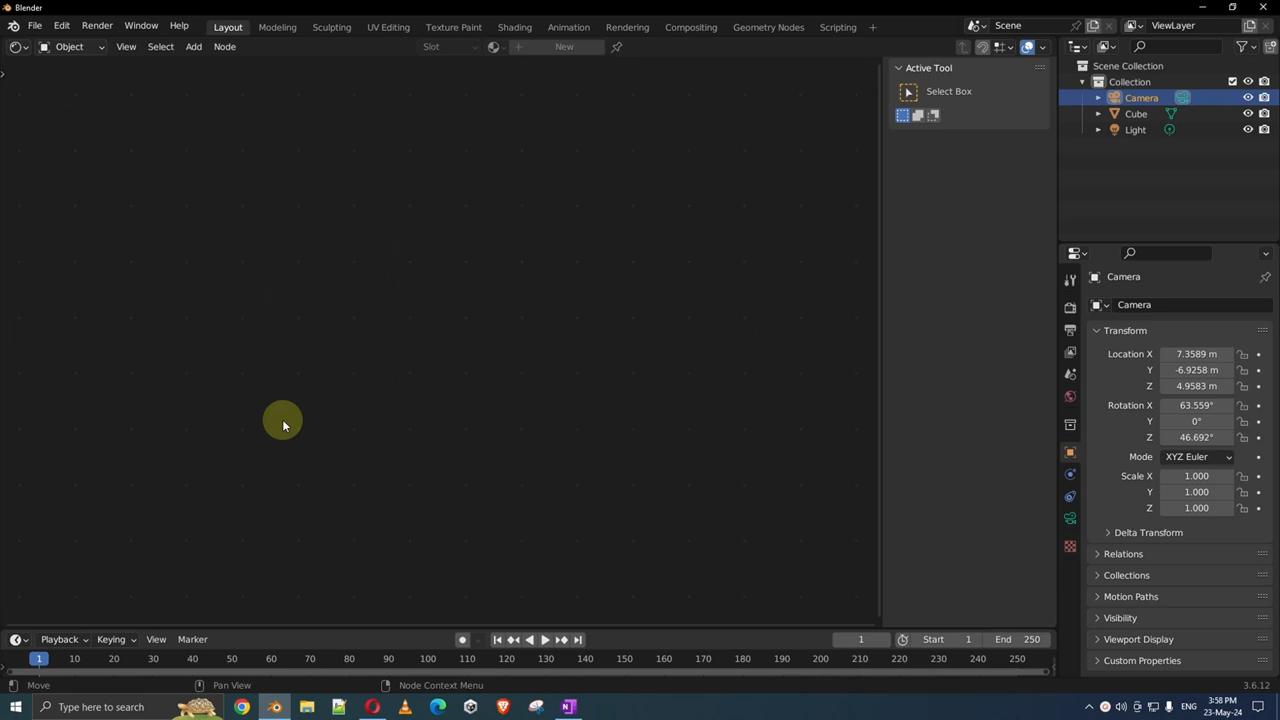 Blender
File Edit Render Window Help Layout Modeling Sculpting UV Editing Texture Paint Shading Animation Rendering Compositing Geometry Nodes Scripting + Scene ViewLayer
Object View Select Add Node Slot New
Active Tool
Select Box
Scene Collection
Collection
Camera
Cube
Light
Camera
Camera
Transform
Location X 7.3589 m
Y -6.9258 m
Z 4.9583 m
Rotation X 63.559°
Y 0°
Z 46.692°
Mode XYZ Euler
Scale X 1.000
Y 1.000
Z 1.000
Delta Transform
Relations
Collections
Motion Paths
Visibility
Viewport Display
Custom Properties
Playback Keying View Marker 1 Start 1 End 250
1 10 20 30 40 50 60 70 80 90 100 110 120 130 140 150 160 170 180 190 200 210 220 230 240 250
Move Pan View Node Context Menu 3.6.12
Type here to search
3:58 PM
23-May-24